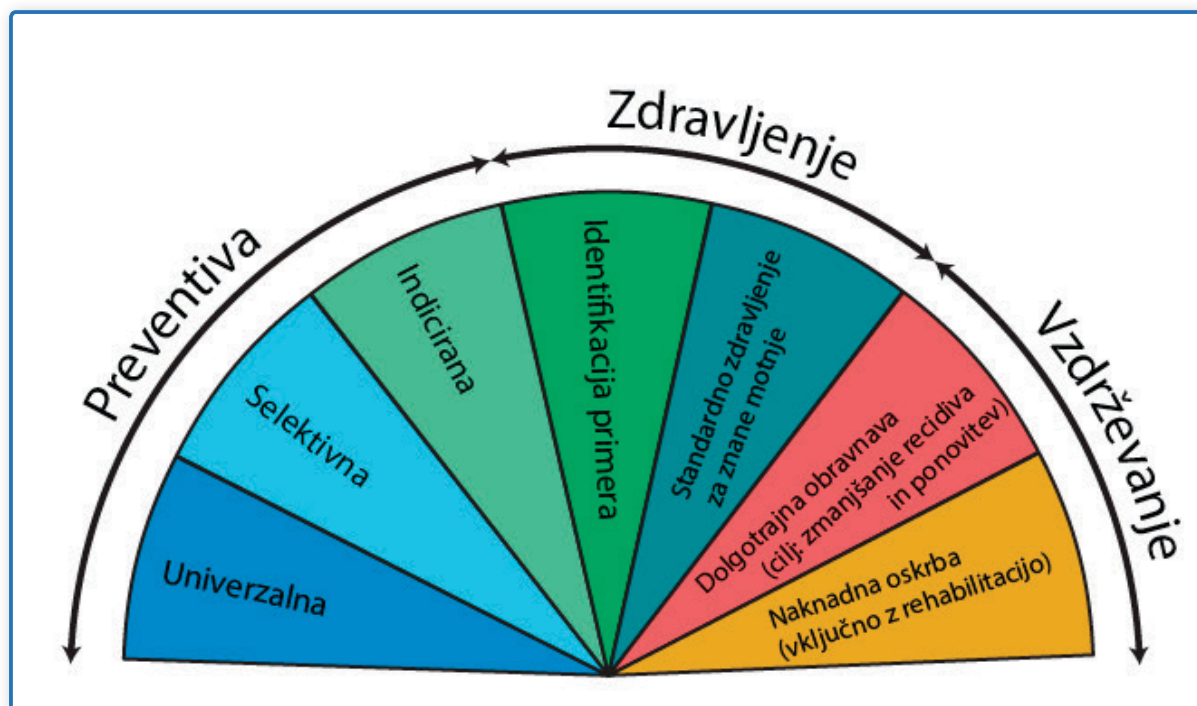 Preventiva
Zdravljenje
Vzdrževanje
Univerzalna
Selektivna
Indicirana
Identifikacija primera
Standardno zdravljenje
za znane motnje
Dolgotrajna obravnava
(cilj: zmanjšanje recidiva
in ponovitev)
Naknadna oskrba
(vključno z rehabilitacijo)